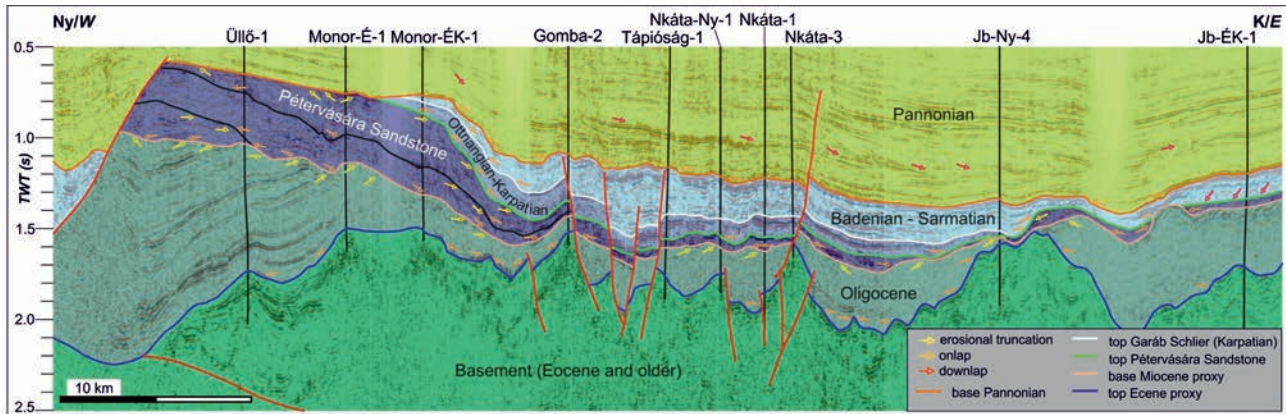 Ny/W
K/E
Nkáta-Ny-1 Nkáta-1
Üllő-1 Monor-É-1 Monor-ÉK-1 Gomba-2 Tápióság-1 Nkáta-3 Jb-Ny-4 Jb-ÉK-1
0.5
1.0
1.5
2.0
2.5
TWT (s)
Pétervására Sandstone
Ottnangian-Karpatian
Pannonian
Badenian - Sarmatian
Oligocene
Basement (Eocene and older)
10 km
erosional truncation
onlap
downlap
base Pannonian
top Garáb Schlier (Karpatian)
top Pétervására Sandstone
base Miocene proxy
top Ecene proxy